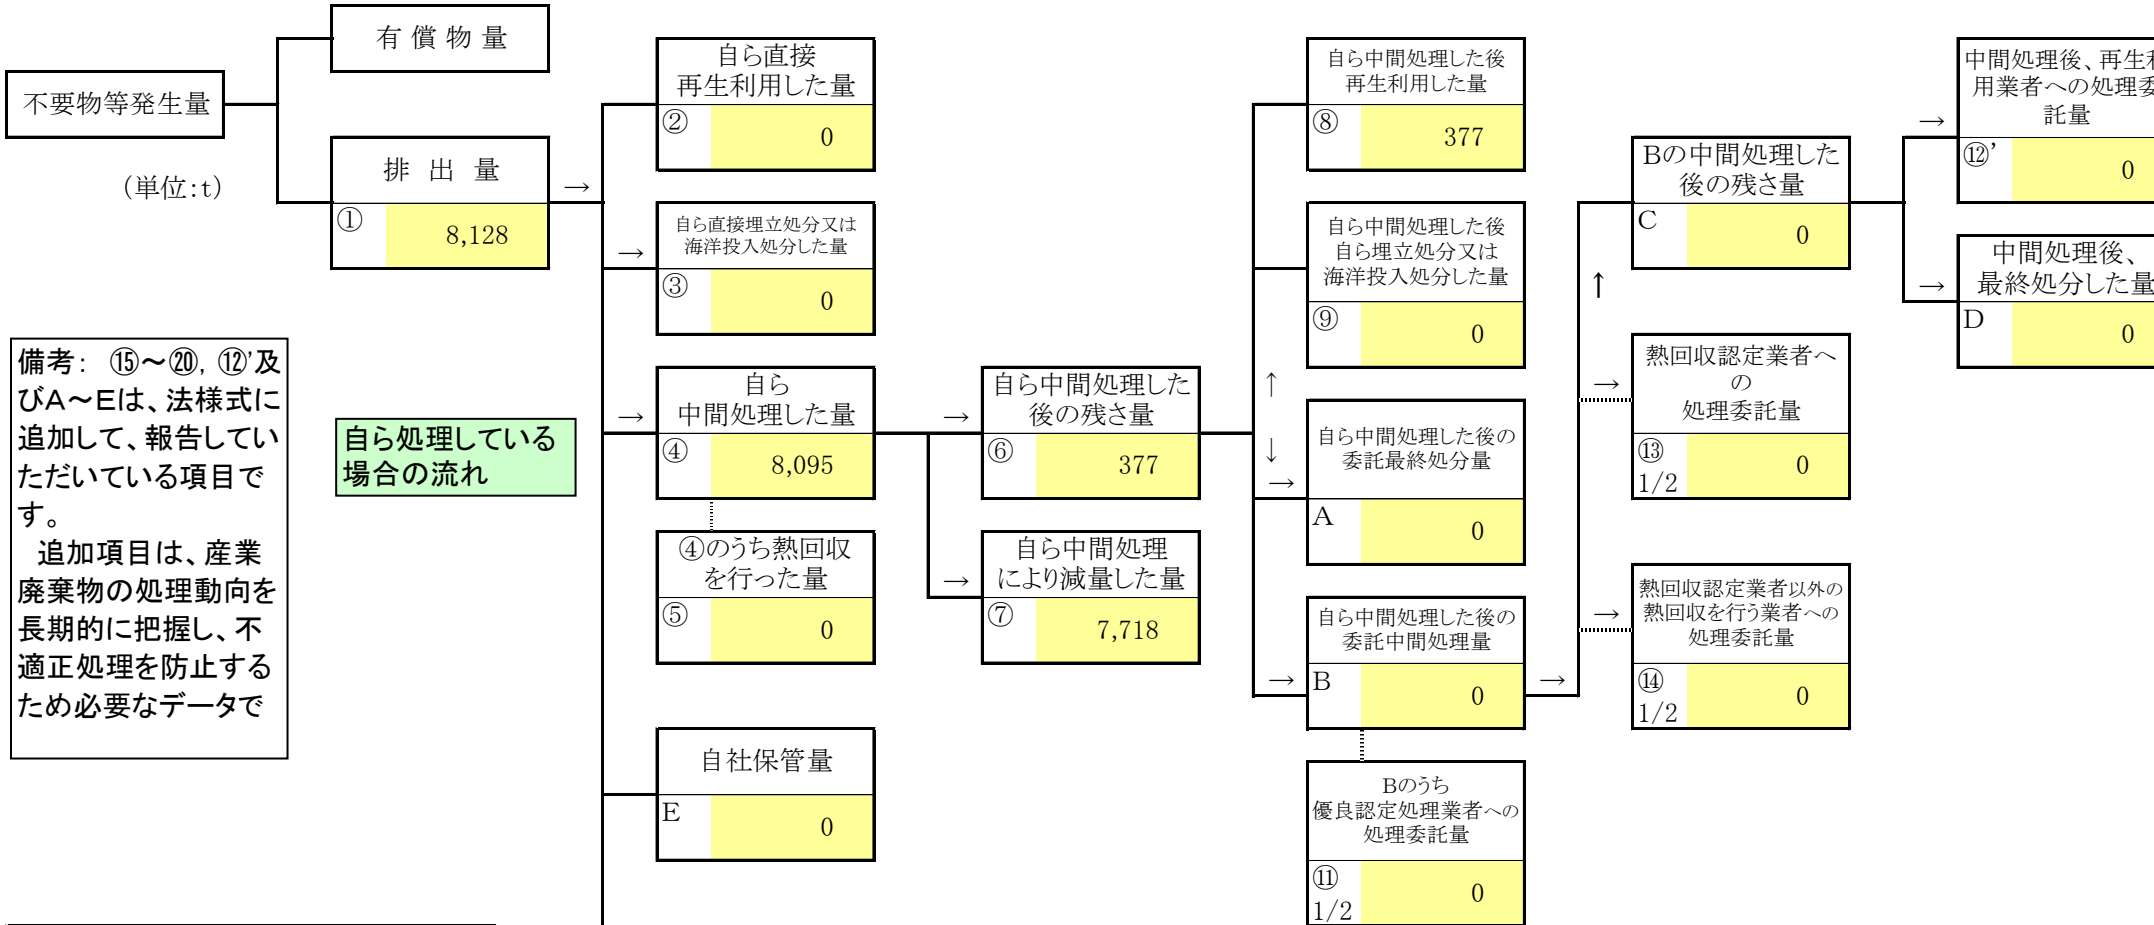 有 償 物 量
不要物等発生量
(単位:t)
排 出 量
①
8,128
→
自ら直接
再生利用した量
②
0
→
自ら直接埋立処分又は
海洋投入処分した量
③
0
備考： ⑮～⑳, ⑫’及
びA～Eは、法様式に
追加して、報告してい
ただいている項目で
す。
追加項目は、産業
廃棄物の処理動向を
長期的に把握し、不
適正処理を防止する
ため必要なデータで
自ら処理している
場合の流れ
→
自ら
中間処理した量
④
8,095
④のうち熱回収
を行った量
⑤
0
自社保管量
E
0
→
自ら中間処理した
後の残さ量
⑥
377
→
自ら中間処理
により減量した量
⑦
7,718
↑
↓
→
→
自ら中間処理した後
再生利用した量
⑧
377
自ら中間処理した後
自ら埋立処分又は
海洋投入処分した量
⑨
0
自ら中間処理した後の
委託最終処分量
A
0
自ら中間処理した後の
委託中間処理量
B
0
Bのうち
優良認定処理業者への
処理委託量
⑪
1/2
0
→
↑
Bの中間処理した
後の残さ量
C
0
→
熱回収認定業者へ
の
処理委託量
⑬
1/2
0
→
熱回収認定業者以外の
熱回収を行う業者への
処理委託量
⑭
1/2
0
→
中間処理後、再生利
用業者への処理委
託量
⑫’
0
→
中間処理後、
最終処分した量
D
0